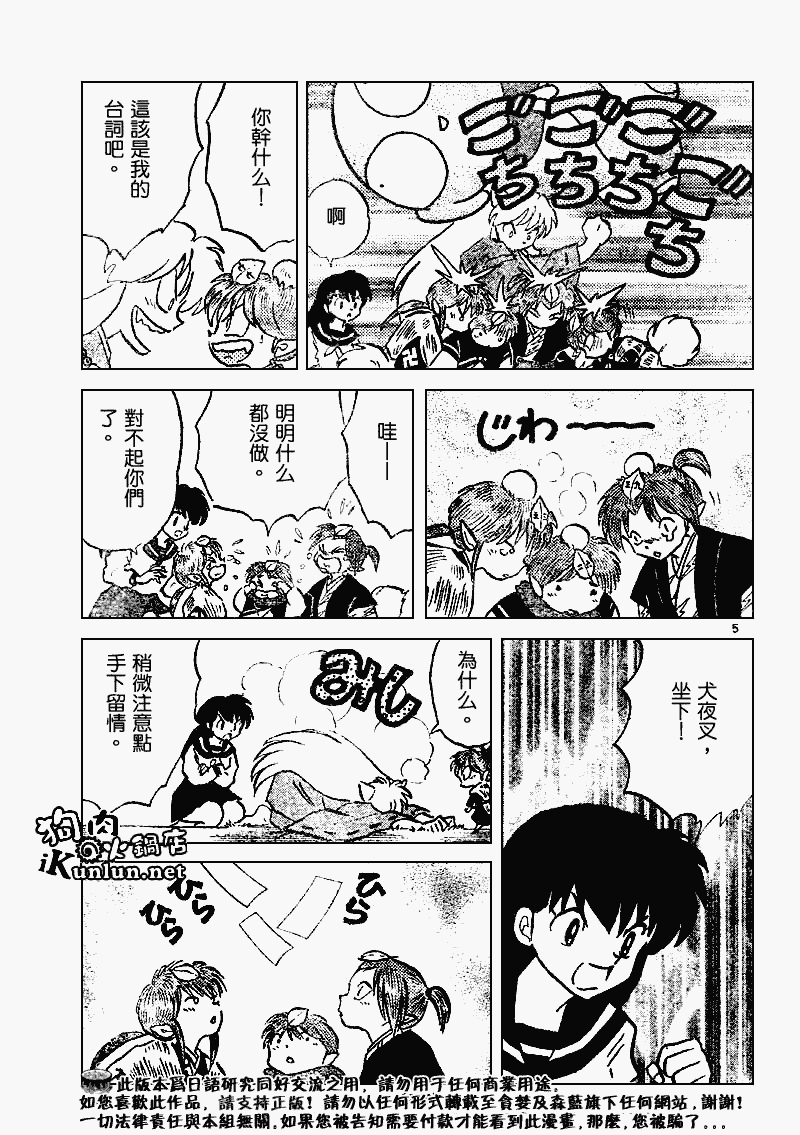 ごごごご
ちちちち
啊
你幹什么！
這該是我的
台詞吧。
じわーー
哇——
明明什么
都沒做。
對不起你們
了。
5
犬夜叉，
坐下！
為什么。
みし
稍微注意點
手下留情。
狗肉火鍋店
iKunlun.net
ひら
ひら
ひら
此版本爲日語研究同好交流之用，請勿用于任何商業用途，
如您喜歡此作品，請支持正版！請勿以任何形式轉載至貪婪及森藍旗下任何網站，謝謝！
一切法律責任與本組無關，如果您被告知需要付款才能看到此漫畫，那麼，您被騙了...